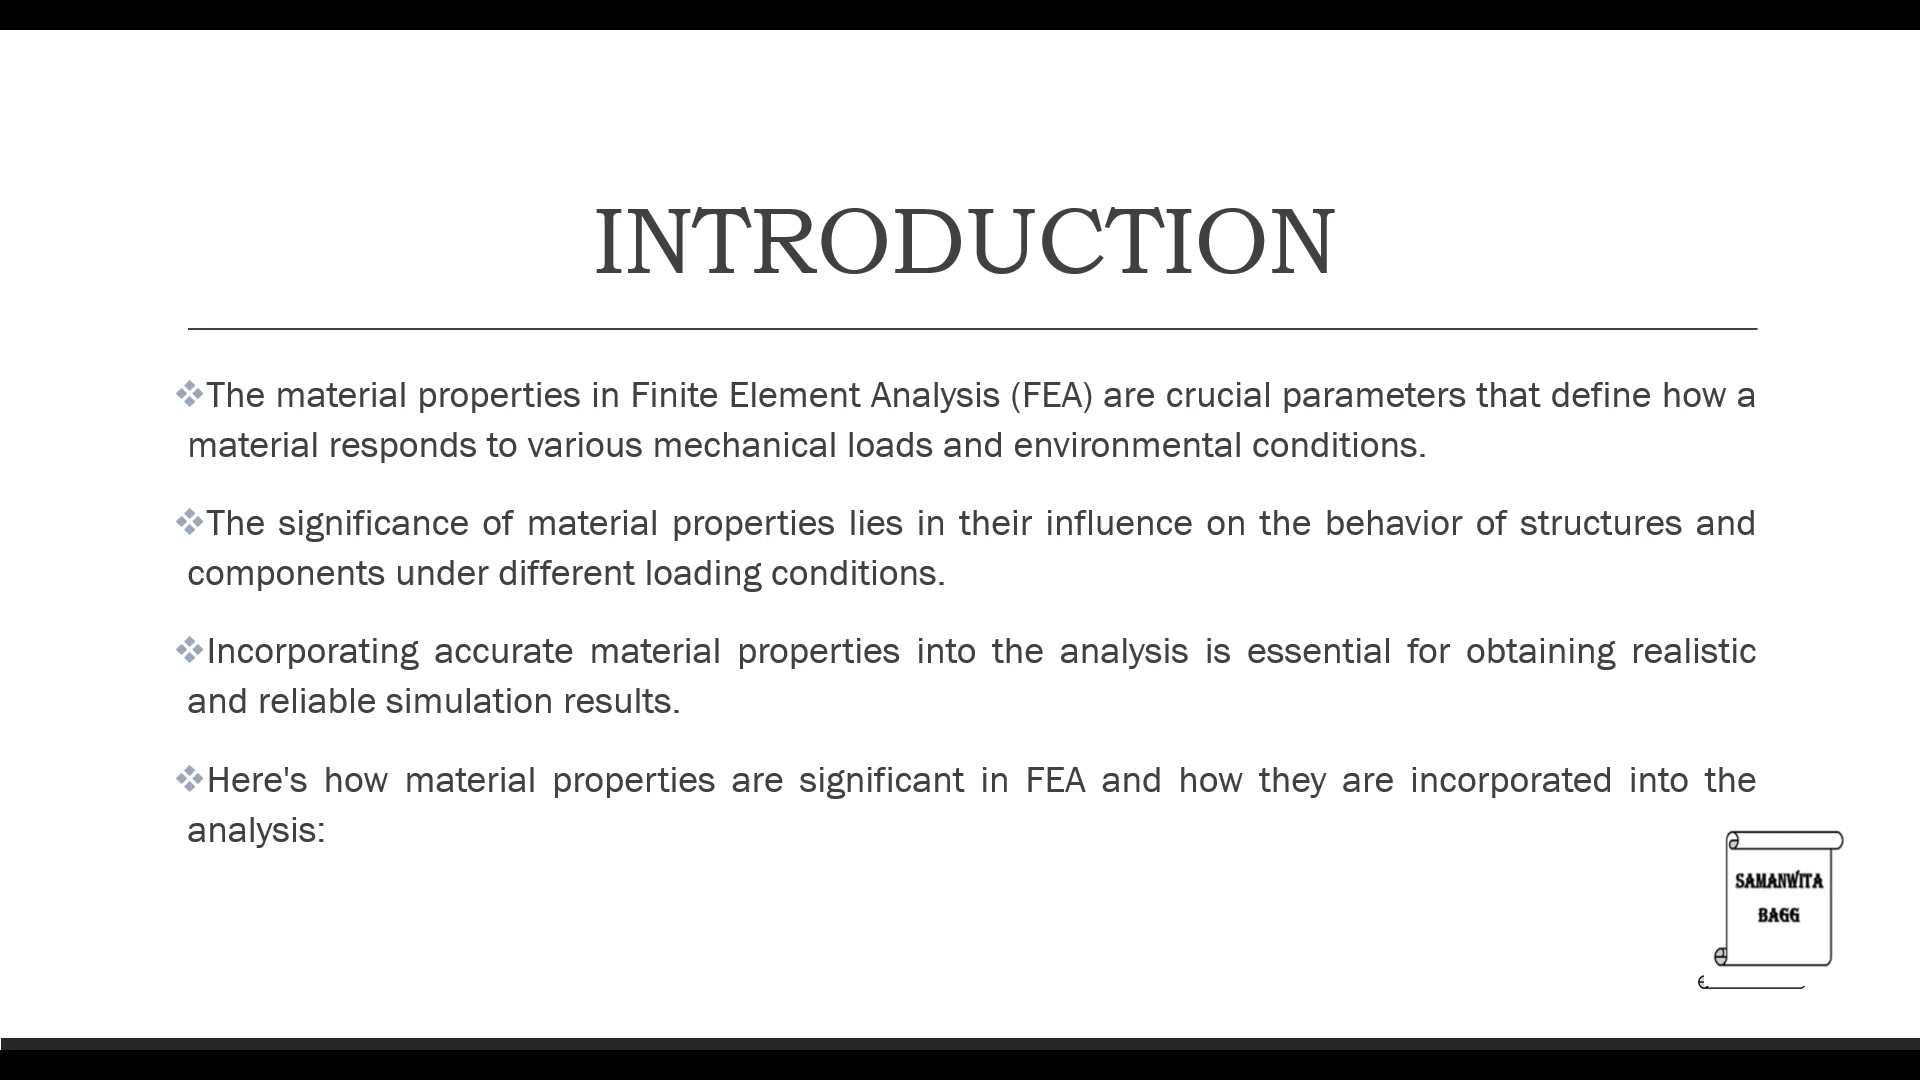 INTRODUCTION
❖The material properties in Finite Element Analysis (FEA) are crucial parameters that define how a
material responds to various mechanical loads and environmental conditions.
❖The significance of material properties lies in their influence on the behavior of structures and
components under different loading conditions.
❖Incorporating accurate material properties into the analysis is essential for obtaining realistic
and reliable simulation results.
❖Here's how material properties are significant in FEA and how they are incorporated into the
analysis:
SAMANWITA
BAGG